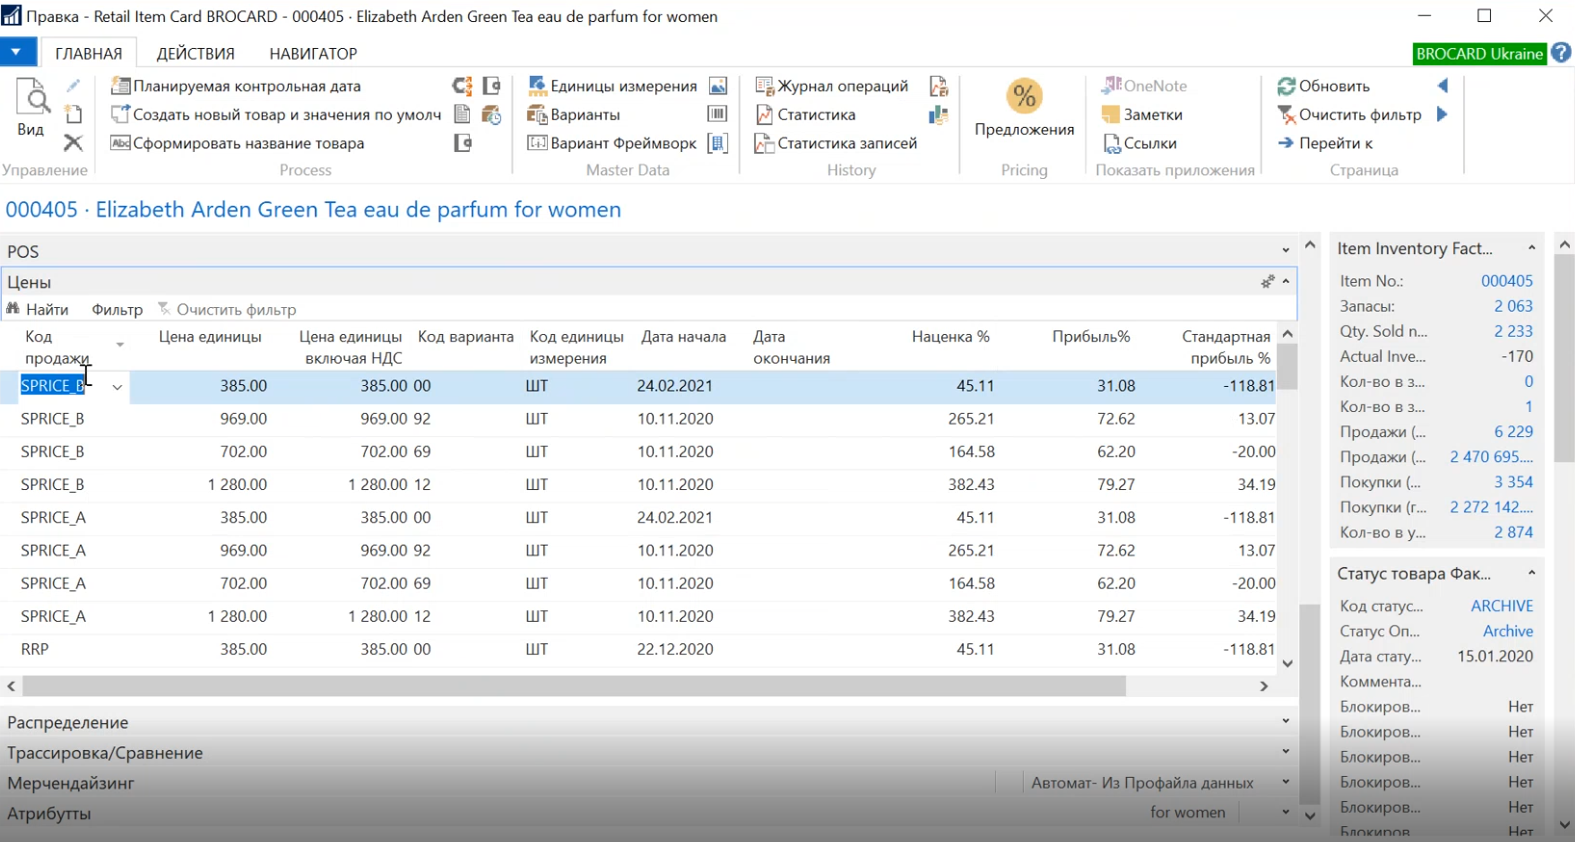 Правка - Retail Item Card BROCARD - 000405 · Elizabeth Arden Green Tea eau de parfum for women
ГЛАВНАЯ ДЕЙСТВИЯ НАВИГАТОР BROCARD Ukraine ?
Вид
Планируемая контрольная дата
Создать новый товар и значения по умолч
Abc Сформировать название товара
Управление
Process
Единицы измерения
Варианты
Вариант Фреймворк
Master Data
Журнал операций
Статистика
Статистика записей
History
%
Предложения
Pricing
OneNote
Заметки
Ссылки
Показать приложения
Обновить
Очистить фильтр
Перейти к
Страница
000405 · Elizabeth Arden Green Tea eau de parfum for women
POS
Цены
Найти Фильтр Очистить фильтр
Код продажи Цена единицы Цена единицы включая НДС Код варианта Код единицы измерения Дата начала Дата окончания Наценка % Прибыль% Стандартная прибыль %
SPRICE_B 385.00 385.00 00 ШТ 24.02.2021 45.11 31.08 -118.81
SPRICE_B 969.00 969.00 92 ШТ 10.11.2020 265.21 72.62 13.07
SPRICE_B 702.00 702.00 69 ШТ 10.11.2020 164.58 62.20 -20.00
SPRICE_B 1 280.00 1 280.00 12 ШТ 10.11.2020 382.43 79.27 34.19
SPRICE_A 385.00 385.00 00 ШТ 24.02.2021 45.11 31.08 -118.81
SPRICE_A 969.00 969.00 92 ШТ 10.11.2020 265.21 72.62 13.07
SPRICE_A 702.00 702.00 69 ШТ 10.11.2020 164.58 62.20 -20.00
SPRICE_A 1 280.00 1 280.00 12 ШТ 10.11.2020 382.43 79.27 34.19
RRP 385.00 385.00 00 ШТ 22.12.2020 45.11 31.08 -118.81
Распределение
Трассировка/Сравнение
Мерчендайзинг Автомат- Из Профайла данных
Атрибутты for women
Item Inventory Fact...
Item No.: 000405
Запасы: 2 063
Qty. Sold n... 2 233
Actual Inve... -170
Кол-во в з... 0
Кол-во в з... 1
Продажи (... 6 229
Продажи (... 2 470 695....
Покупки (... 3 354
Покупки (г... 2 272 142....
Кол-во в у... 2 874
Статус товара Фак...
Код статус... ARCHIVE
Статус Оп... Archive
Дата стату... 15.01.2020
Коммента...
Блокиров... Нет
Блокиров... Нет
Блокиров... Нет
Блокиров... Нет
Блокиров... Нет
Блокиров Нет